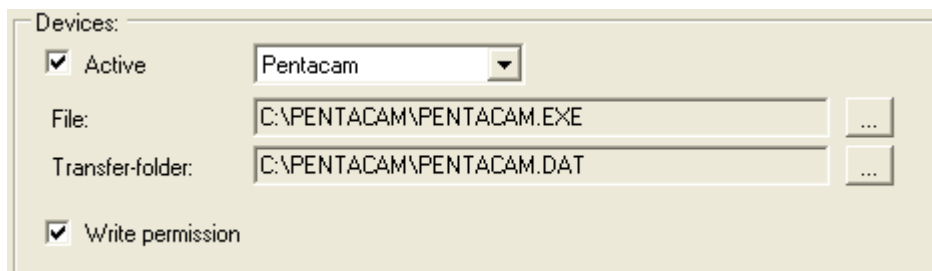 Devices:
Active Pentacam
File: C:\PENTACAM\PENTACAM.EXE ...
Transfer-folder: C:\PENTACAM\PENTACAM.DAT ...
Write permission